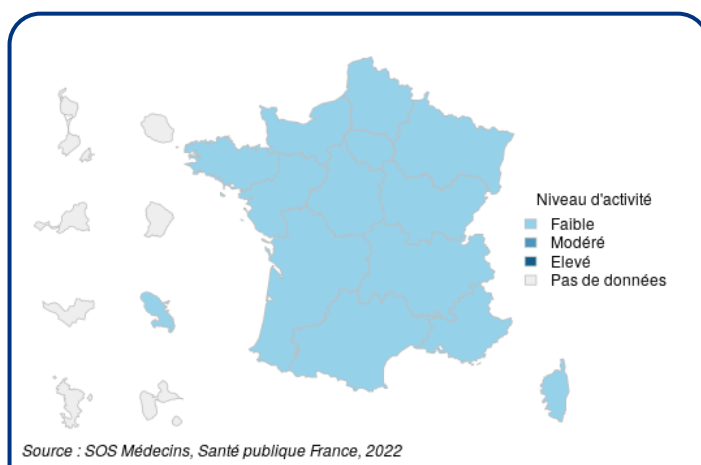 Niveau d'activité
Faible
Modéré
Elevé
Pas de données
Source : SOS Médecins, Santé publique France, 2022